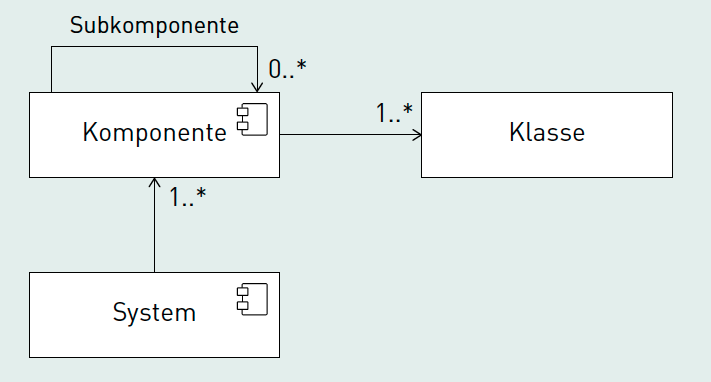 Subkomponente
0..*
Komponente
1..*
Klasse
1..*
System